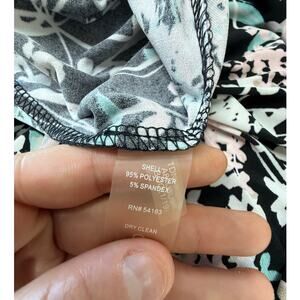 SHELL
95% POLYESTER
5% SPANDEX
RN# 54163
DRY CLEAN